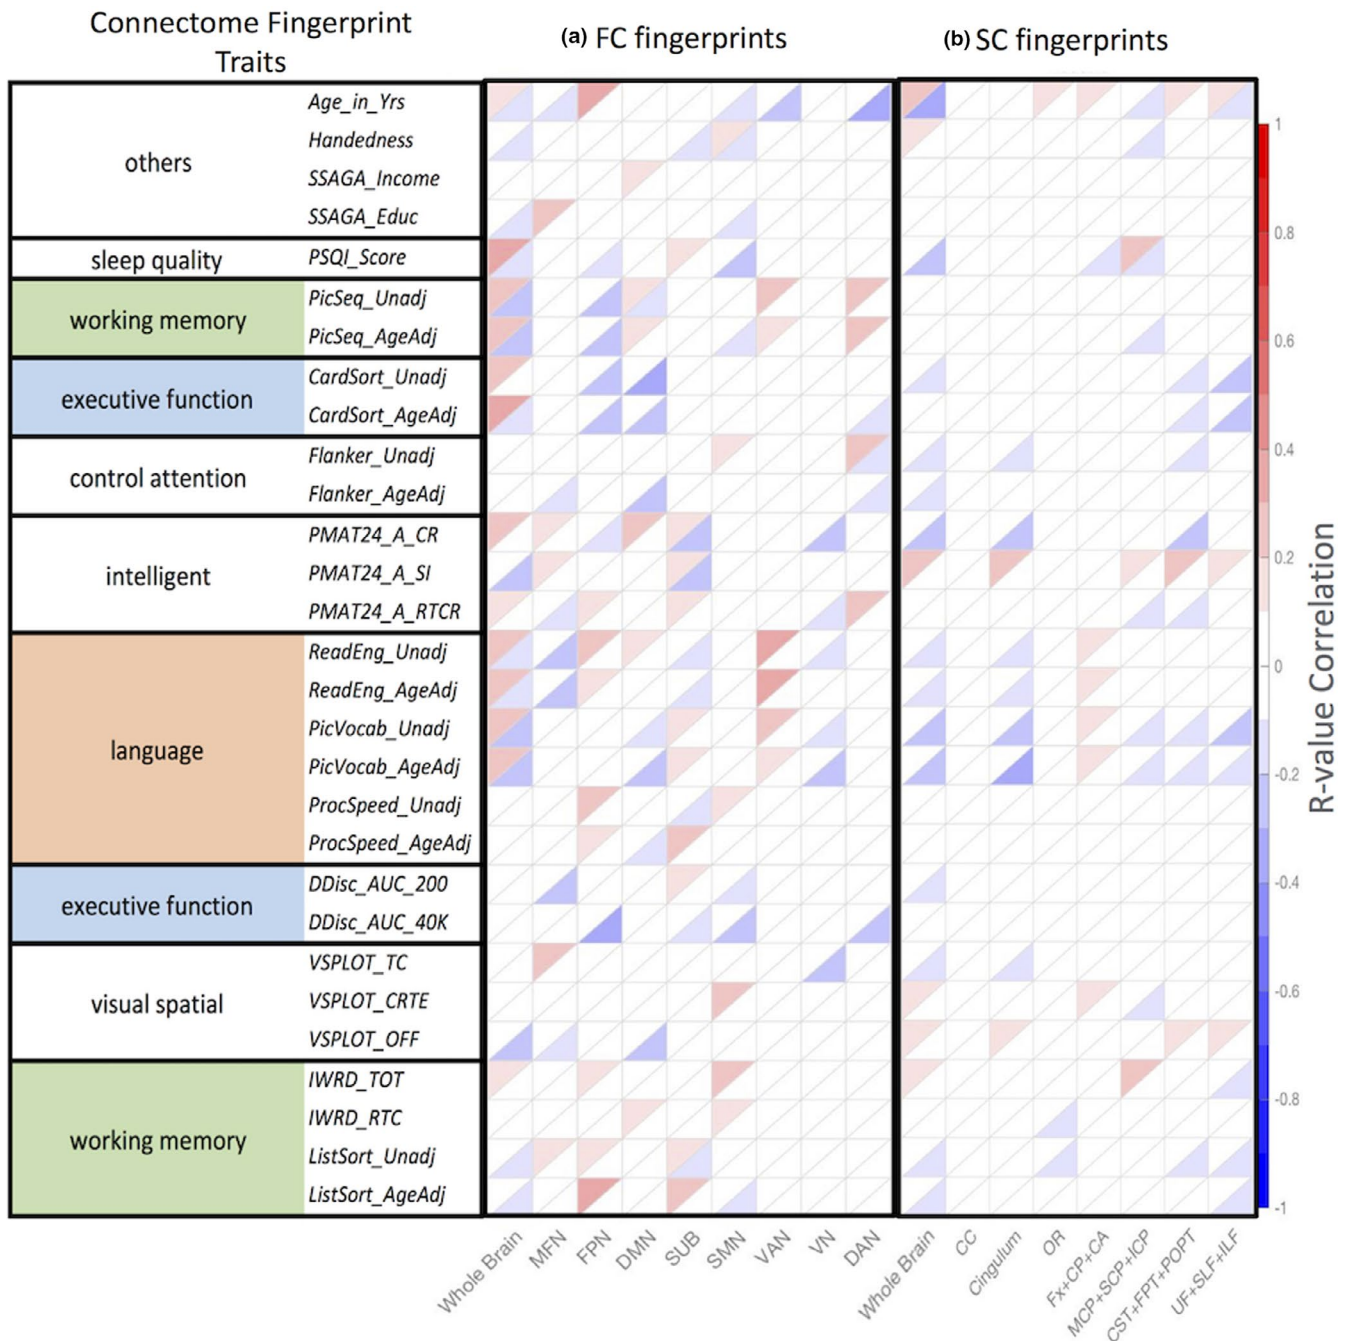 Connectome Fingerprint
Traits
(a) FC fingerprints
(b) SC fingerprints
others
Age_in_Yrs
Handedness
SSAGA_Income
SSAGA_Educ
sleep quality
PSQI_Score
working memory
PicSeq_Unadj
PicSeq_AgeAdj
executive function
CardSort_Unadj
CardSort_AgeAdj
control attention
Flanker_Unadj
Flanker_AgeAdj
intelligent
PMAT24_A_CR
PMAT24_A_SI
PMAT24_A_RTCR
language
ReadEng_Unadj
ReadEng_AgeAdj
PicVocab_Unadj
PicVocab_AgeAdj
ProcSpeed_Unadj
ProcSpeed_AgeAdj
executive function
DDisc_AUC_200
DDisc_AUC_40K
visual spatial
VSPLOT_TC
VSPLOT_CRTE
VSPLOT_OFF
working memory
IWRD_TOT
IWRD_RTC
ListSort_Unadj
ListSort_AgeAdj
Whole Brain
MFN
FPN
DMN
SUB
SMN
VAN
VN
DAN
Whole Brain
CC
Cingulum
OR
Fx+CP+CA
MCP+SCP+ICP
CST+FPT+POPT
UF+SLF+ILF
1
0.8
0.6
0.4
0.2
0
-0.2
-0.4
-0.6
-0.8
-1
R-value Correlation